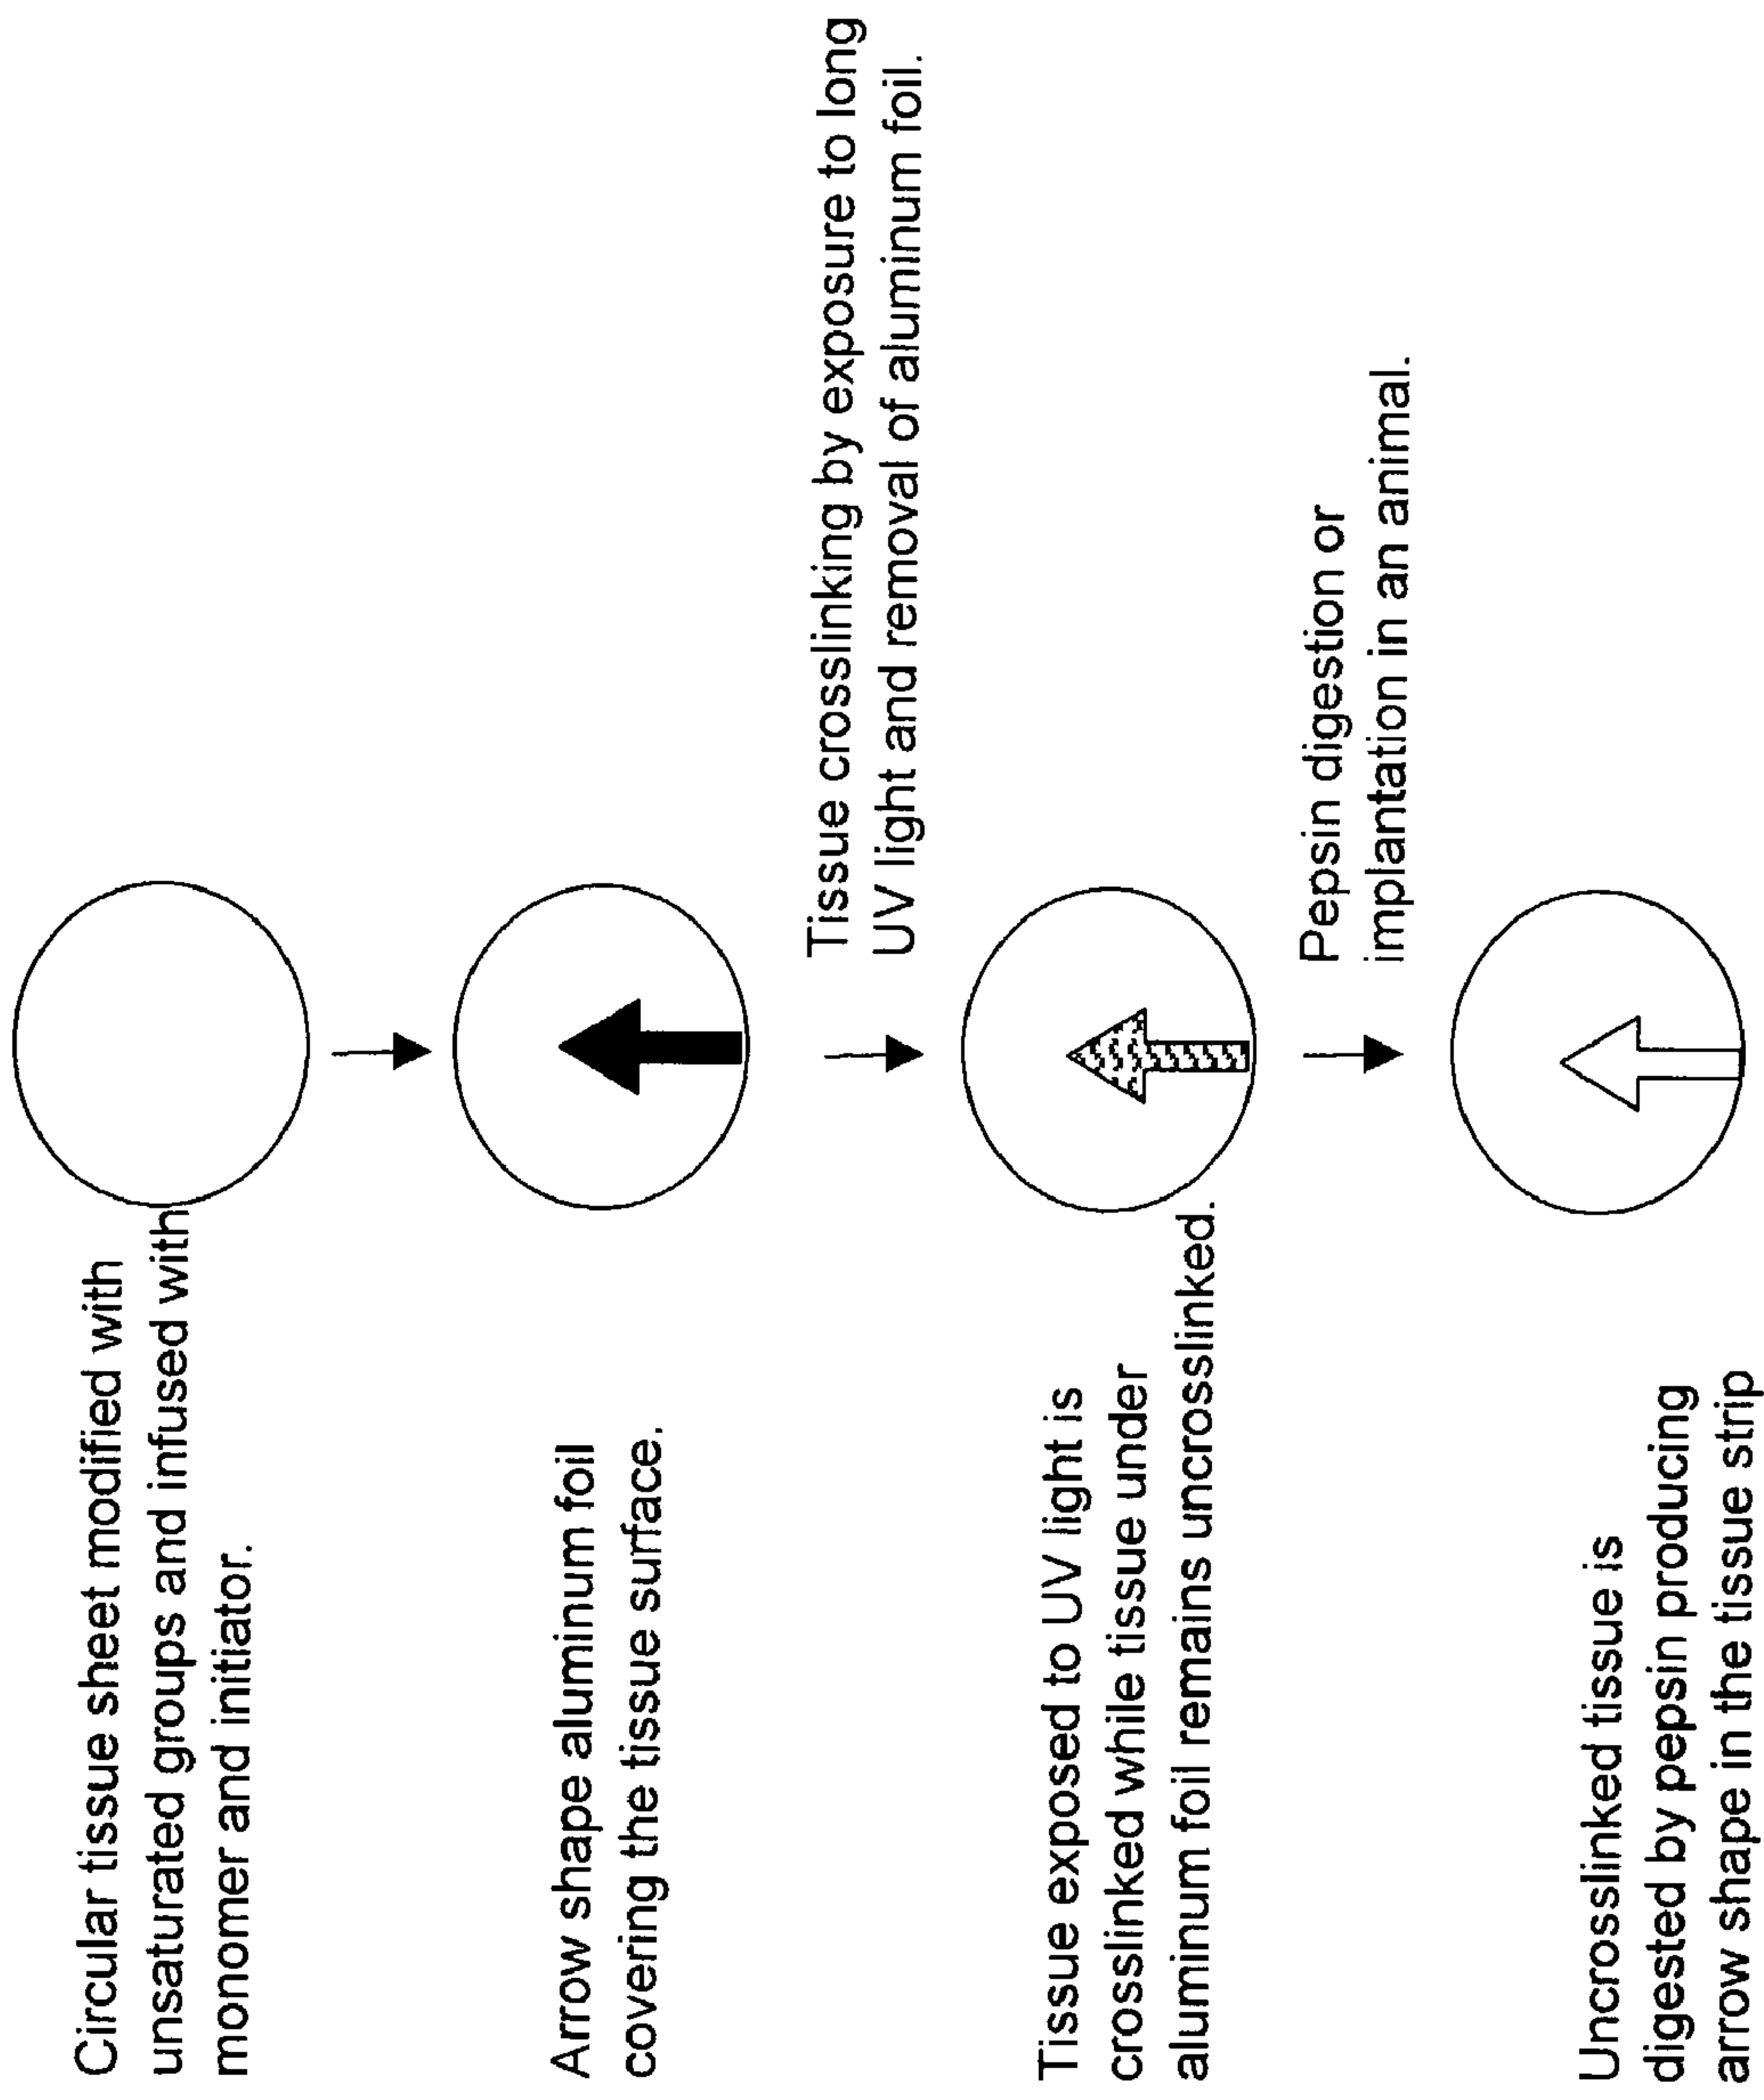 Circular tissue sheet modified with
unsaturated groups and infused with
monomer and initiator.
Arrow shape aluminum foil
covering the tissue surface.
Tissue crosslinking by exposure to long
UV light and removal of aluminum foil.
Tissue exposed to UV light is
crosslinked while tissue under
aluminum foil remains uncrosslinked.
Pepsin digestion or
implantation in an animal.
Uncrosslinked tissue is
digested by pepsin producing
arrow shape in the tissue strip